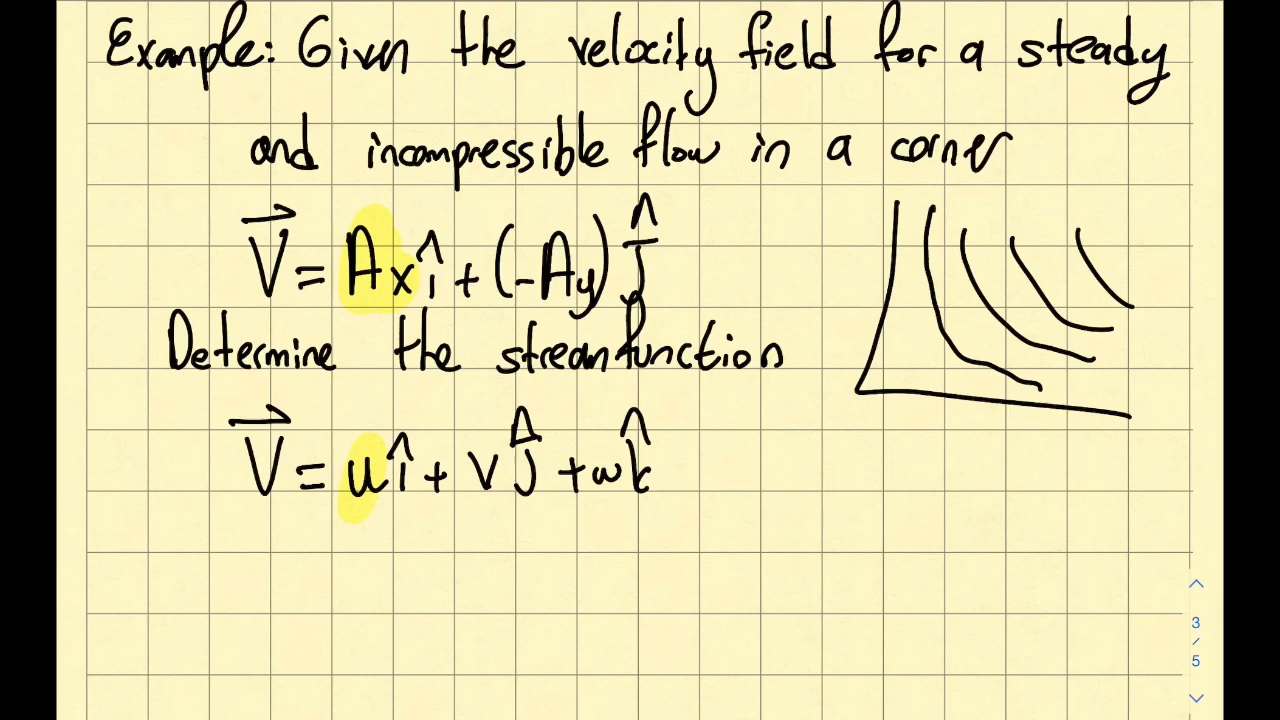 Example: Given the velocity field for a steady
and incompressible flow in a corner
V⃗ = Ax î + (-Ay) ĵ
Determine the streamfunction
V⃗ = u î + v ĵ + w k̂
3
/
5